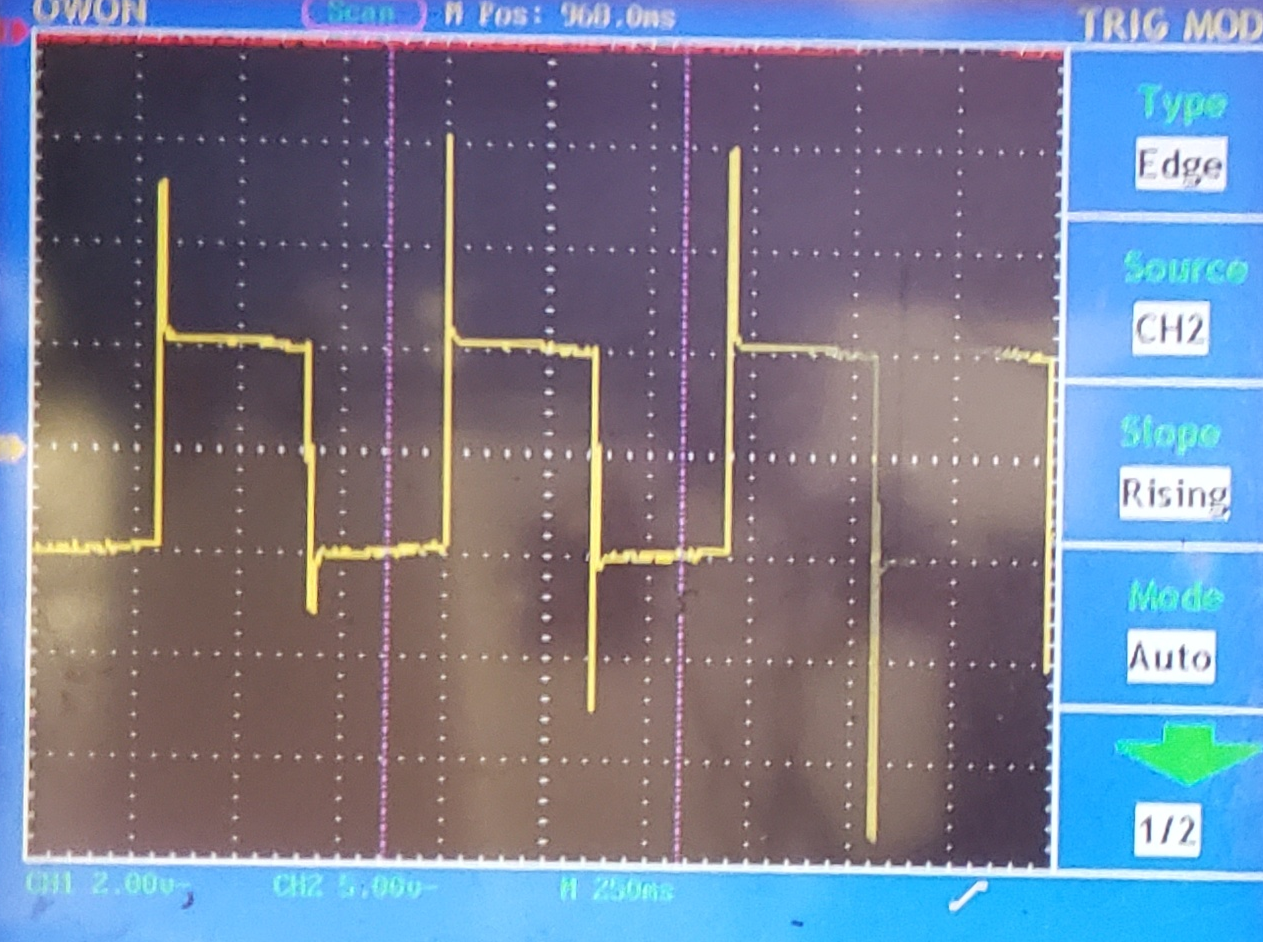 OWON Scan M Pos: 960.0ms TRIG MOD
Type
Edge
Source
CH2
Slope
Rising
Mode
Auto
1/2
CH1 2.00v- CH2 5.00v- M 250ms